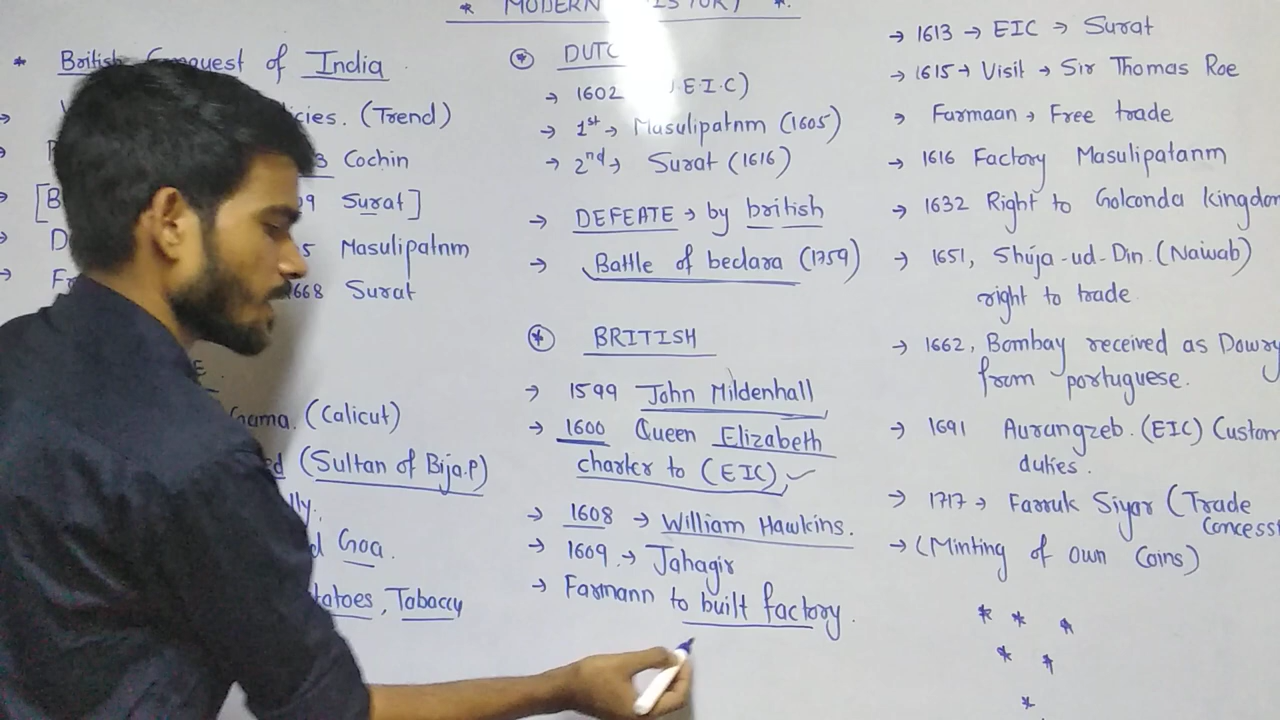 * MODERN
* British of India
cies. (Trend)
Cochin
Surat]
Masulipatnm
1668 Surat
Gama. (Calicut)
(Sultan of Bija.P)
Goa.
, Tobaccy
DUTC
→ 1602 .E.I.C)
→ 1st → Masulipatnm (1605)
→ 2nd → Surat (1616)
→ DEFEATE → by british
→ Battle of bedara (1759)
BRITISH
→ 1599 John Mildenhall
→ 1600 Queen Elizabeth
charter to (EIC)
→ 1608 → William Hawkins.
→ 1609. → Jahagir
→ Farmann to built factory.
→ 1613 → EIC → Surat
→ 1615 → Visit → Sir Thomas Roe
→ Farmaan → Free trade
→ 1616 Factory Masulipatanm
→ 1632 Right to Golconda Kingdom
→ 1651, Shuja-ud-Din. (Naiwab)
right to trade
→ 1662, Bombay received as Dowry
from portuguese.
→ 1691 Aurangzeb. (EIC) Custom
duties.
→ 1717 → Farruk Siyar (Trade
Concess
→ (Minting of own Coins)